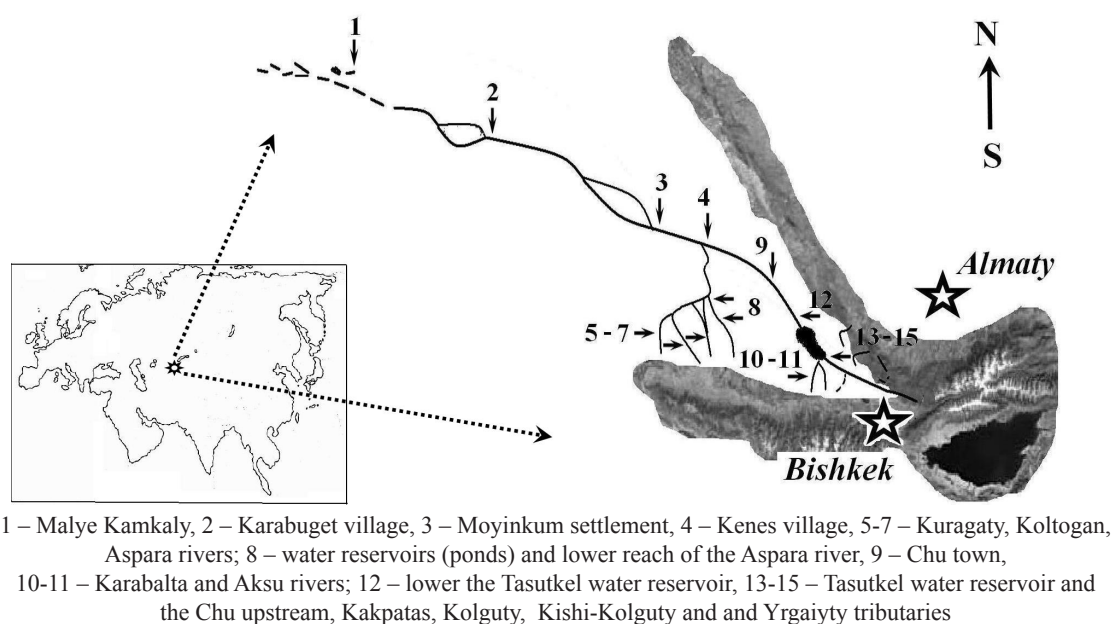 1
N
2
S
3
4
9
Almaty
8
12
5 - 7
13-15
10 -11
Bishkek
1 – Malye Kamkaly, 2 – Karabuget village, 3 – Moyinkum settlement, 4 – Kenes village, 5-7 – Kuragaty, Koltogan,
Aspara rivers; 8 – water reservoirs (ponds) and lower reach of the Aspara river, 9 – Chu town,
10-11 – Karabalta and Aksu rivers; 12 – lower the Tasutkel water reservoir, 13-15 – Tasutkel water reservoir and
the Chu upstream, Kakpatas, Kolguty, Kishi-Kolguty and and Yrgaiyty tributaries